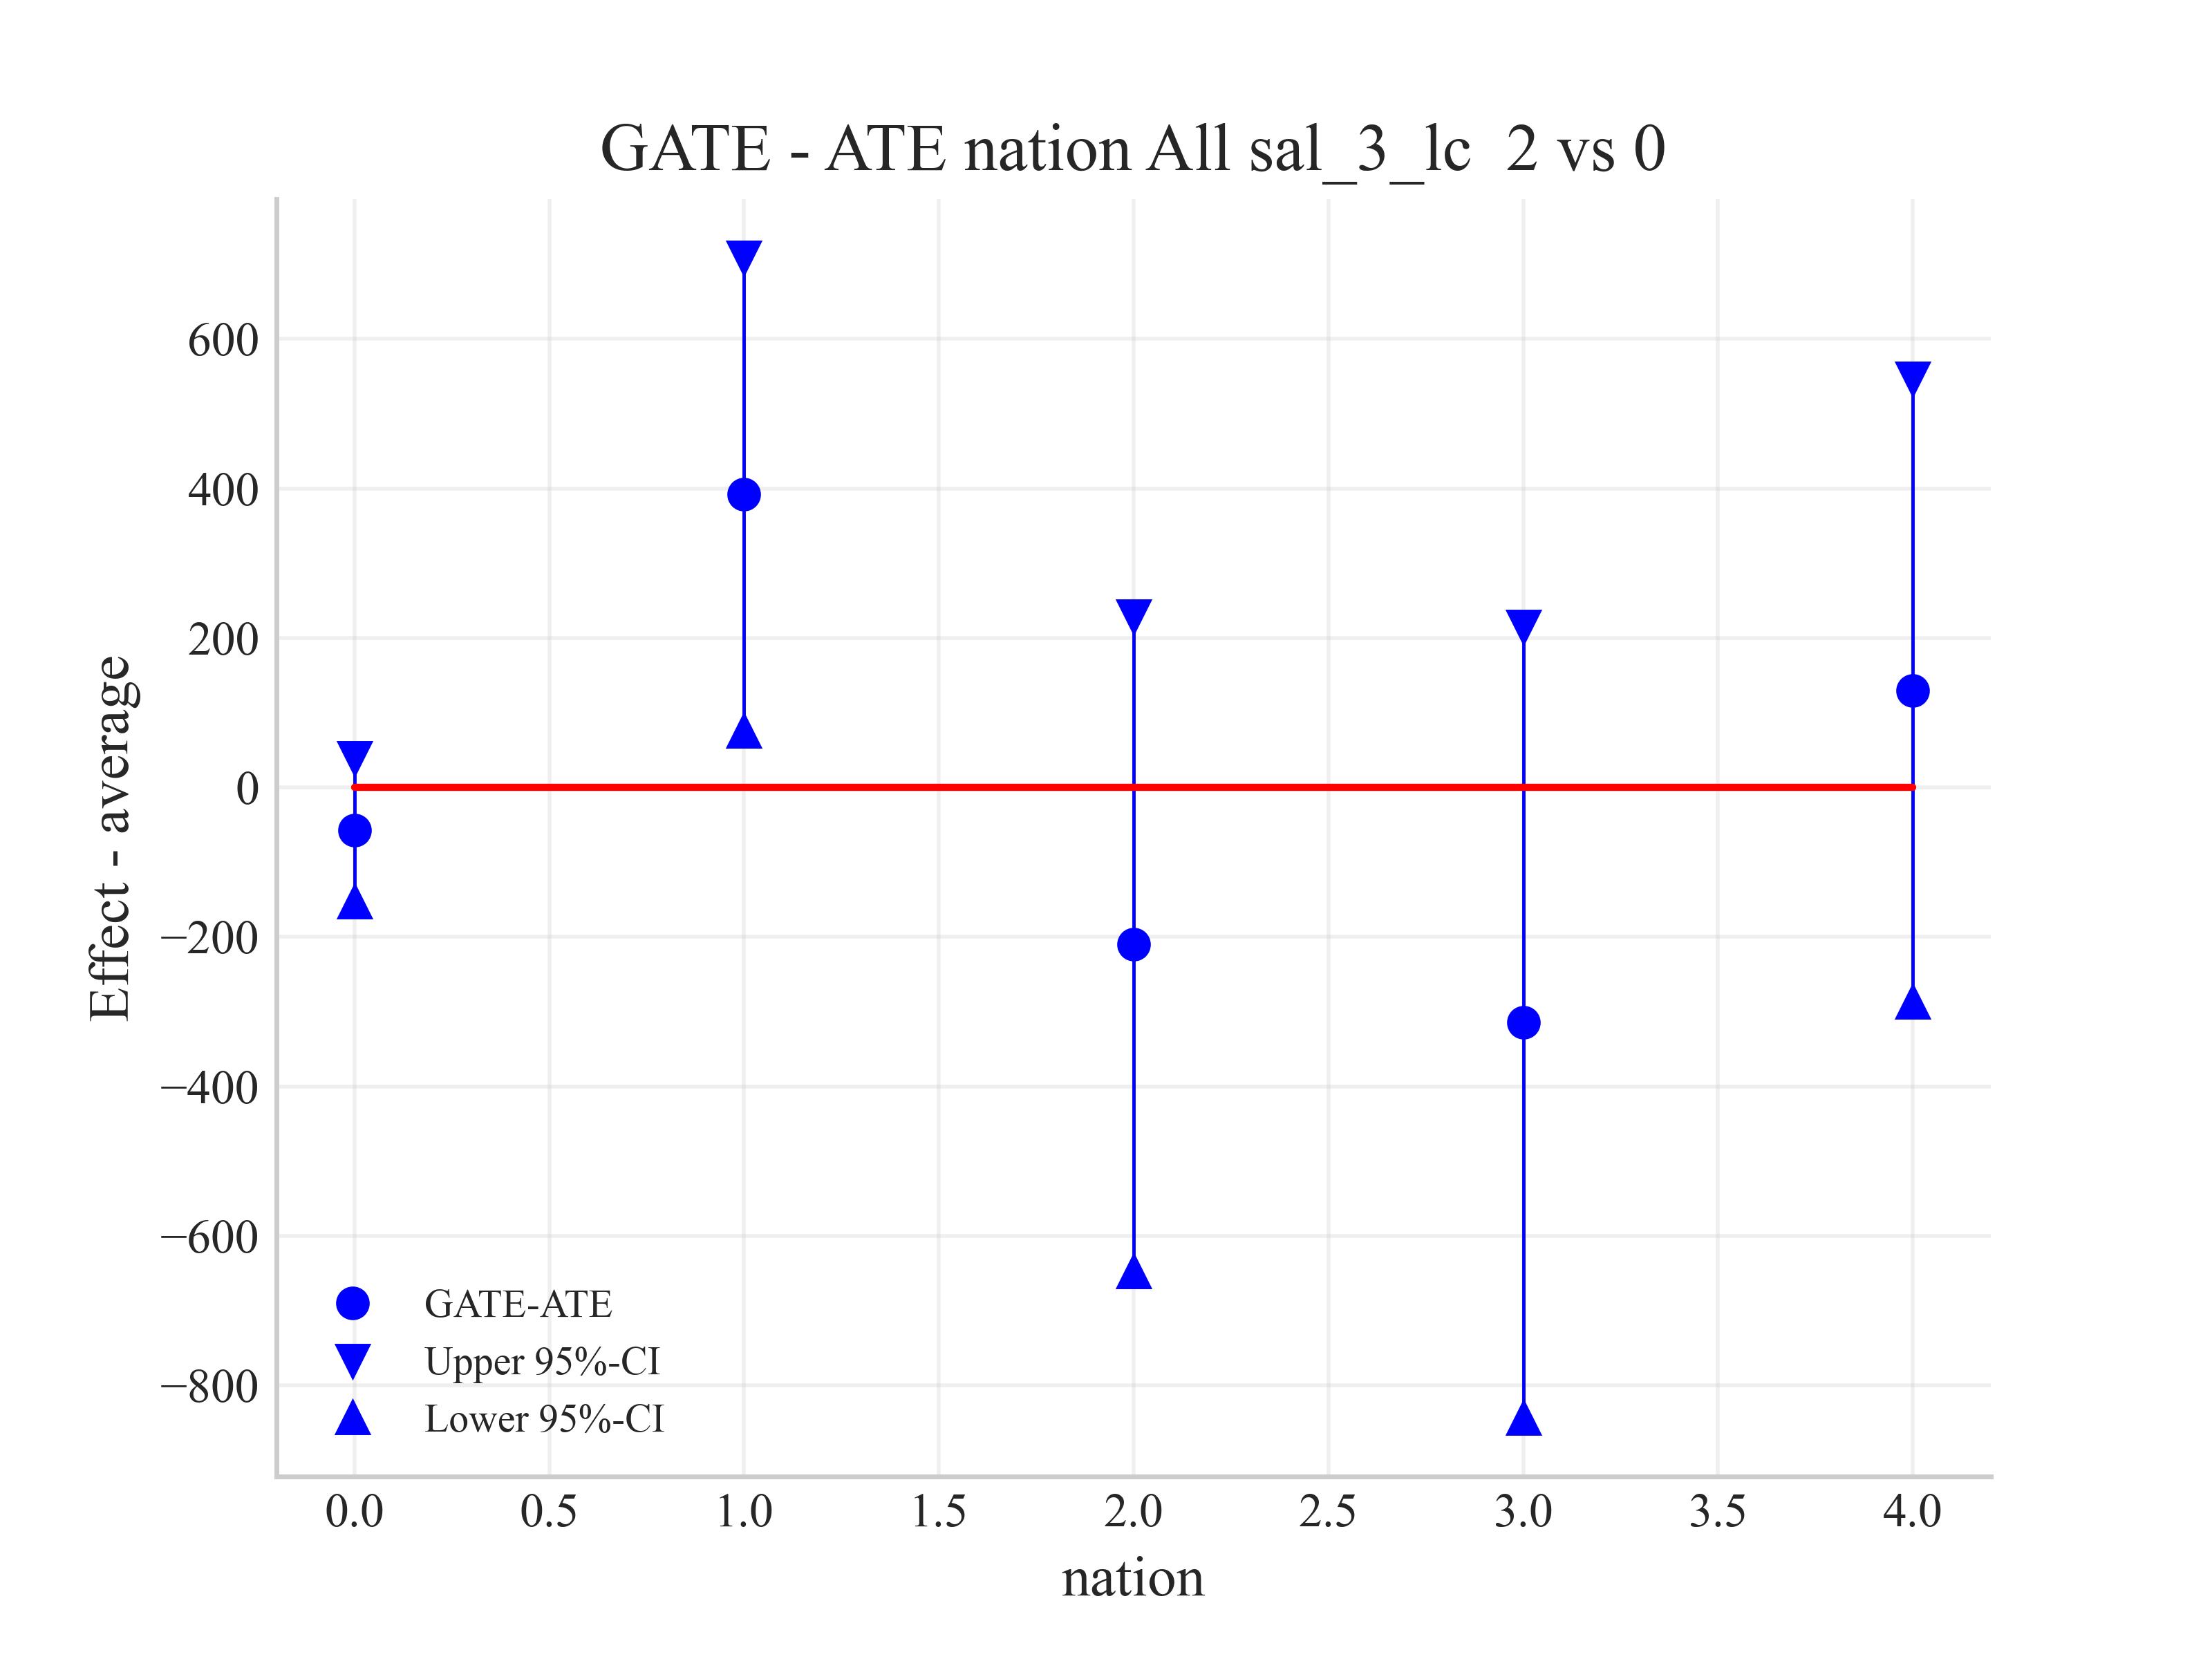 GATE - ATE nation All sal_3_lc 2 vs 0
Effect - average
600
400
200
0
−200
−400
−600
−800
GATE-ATE
Upper 95%-CI
Lower 95%-CI
0.0 0.5 1.0 1.5 2.0 2.5 3.0 3.5 4.0
nation